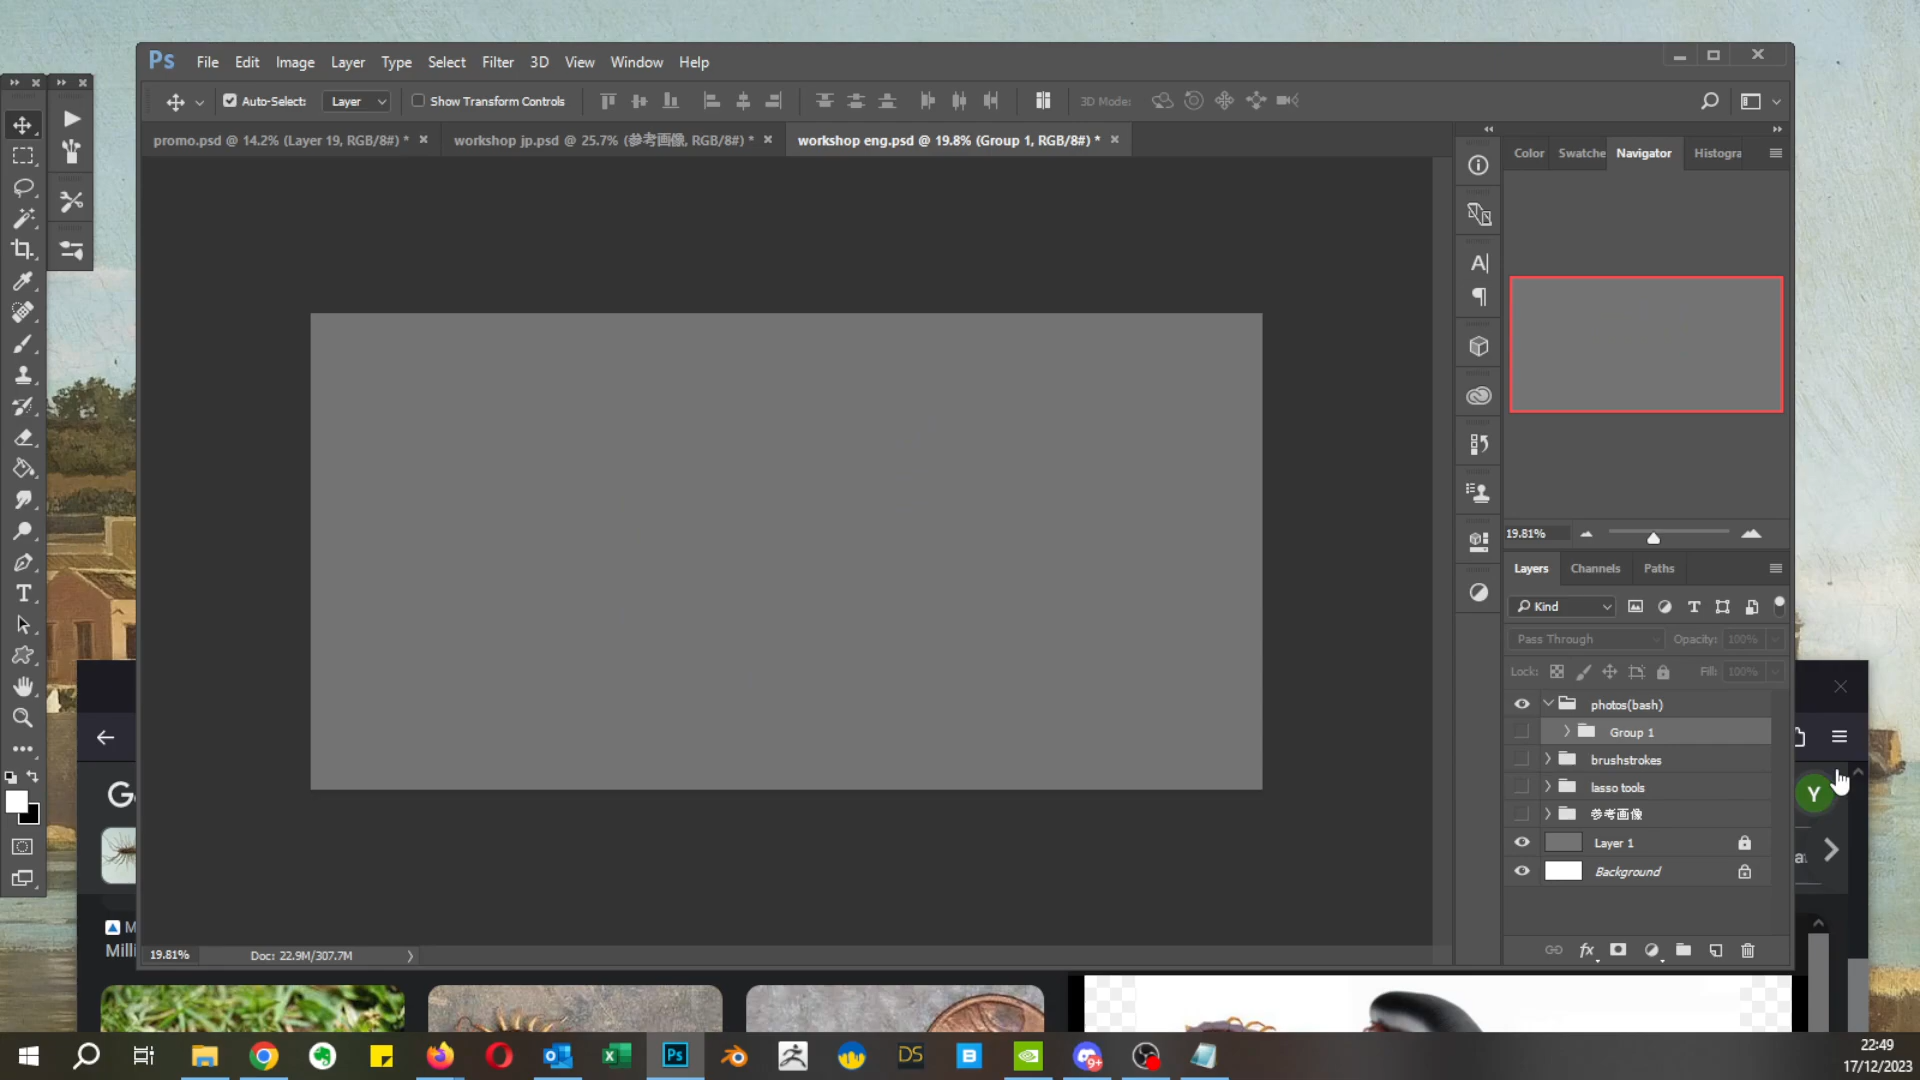 Ps File Edit Image Layer Type Select Filter 3D View Window Help
Auto-Select: Layer Show Transform Controls 3D Mode:
promo.psd @ 14.2% (Layer 19, RGB/8#) *
workshop jp.psd @ 25.7% (参考画像, RGB/8#) *
workshop eng.psd @ 19.8% (Group 1, RGB/8#) *
Color Swatche Navigator Histogra
19.81%
Layers Channels Paths
Kind
Pass Through Opacity: 100%
Lock: Fill: 100%
photos(bash)
Group 1
brushstrokes
lasso tools
参考画像
Layer 1
Background
19.81% Doc: 22.9M/307.7M
Y
Milli
Ps
DS
B
9+
22:49
17/12/2023